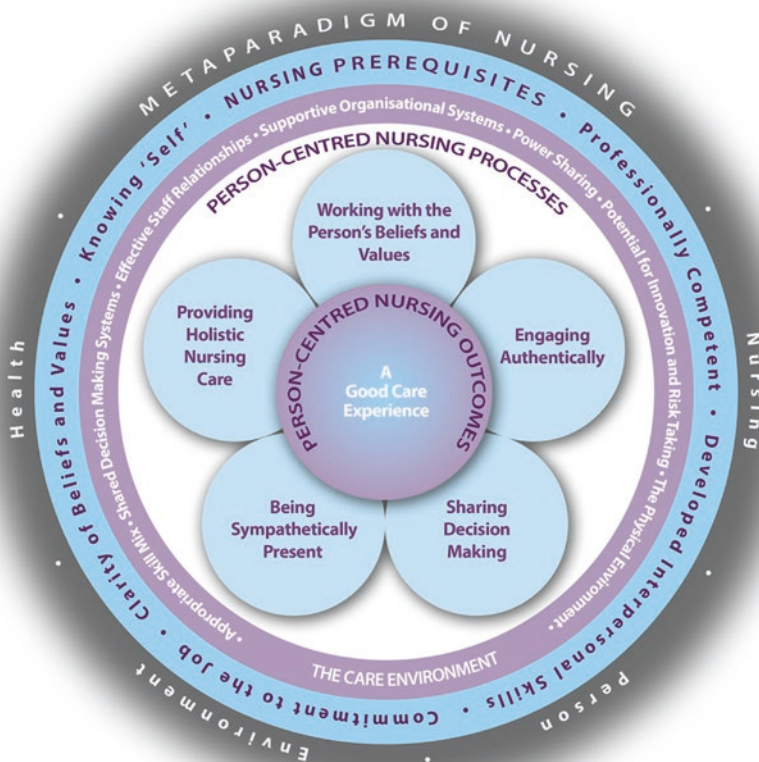 METAPARADIGM OF NURSING
Nursing
Person
Environment
Health
NURSING PREREQUISITES • Professionally Competent • Developed Interpersonal Skills • Commitment to the Job • Clarity of Beliefs and Values • Knowing ‘Self’ •
THE CARE ENVIRONMENT
• Appropriate Skill Mix • Shared Decision Making Systems • Effective Staff Relationships • Supportive Organisational Systems • Power Sharing • Potential for Innovation and Risk Taking • The Physical Environment •
PERSON-CENTRED NURSING PROCESSES
Working with the
Person’s Beliefs and
Values
Engaging
Authentically
Sharing
Decision
Making
Being
Sympathetically
Present
Providing
Holistic
Nursing
Care
PERSON-CENTRED NURSING OUTCOMES
A
Good Care
Experience